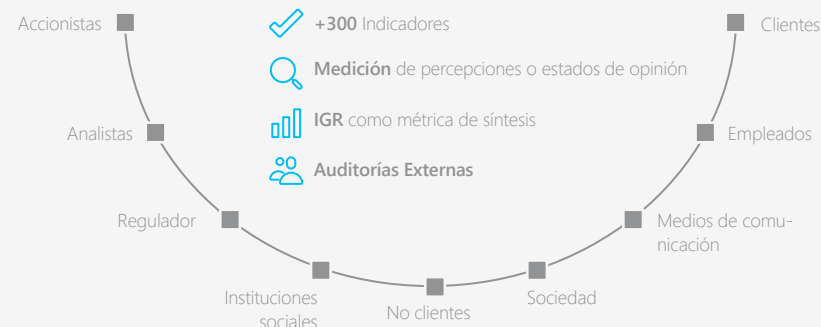 Accionistas
+300 Indicadores
Clientes
Medición de percepciones o estados de opinión
IGR como métrica de síntesis
Analistas
Empleados
Auditorías Externas
Regulador
Medios de comu-
nicación
Instituciones
sociales
No clientes
Sociedad